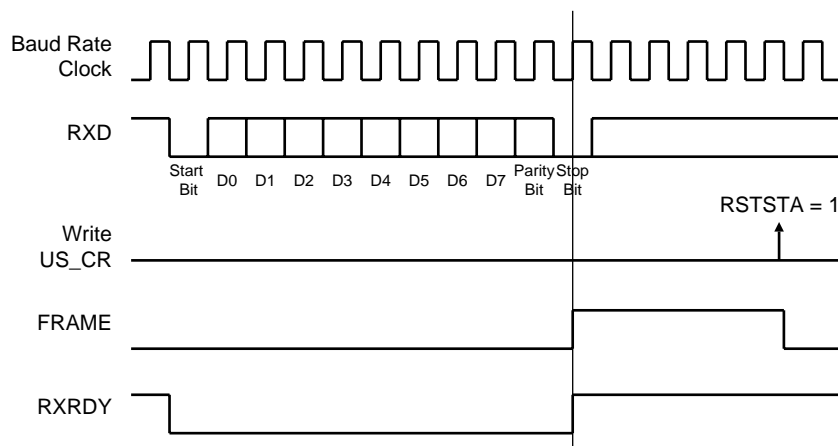 Baud Rate
Clock
RXD
Start
Bit
D0 D1 D2 D3 D4 D5 D6 D7
Parity
Bit
Stop
Bit
RSTSTA = 1
Write
US_CR
FRAME
RXRDY